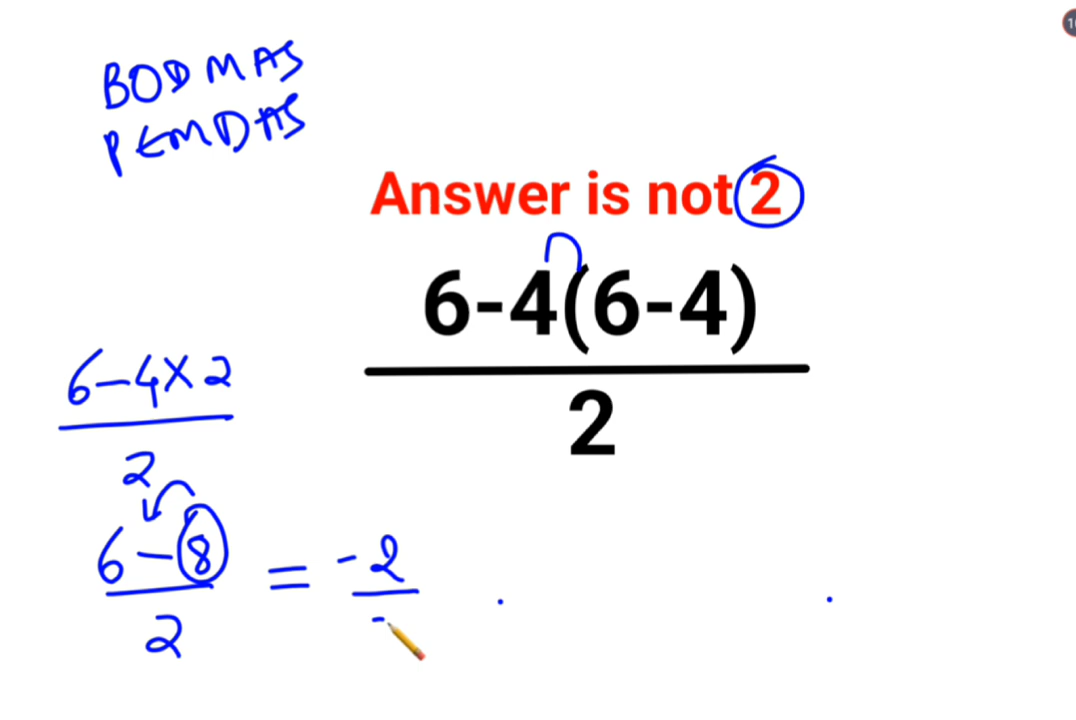 BODMAS
PEMDAS
Answer is not 2
6-4(6-4)
2
6-4×2
2
6-8
2
= -2